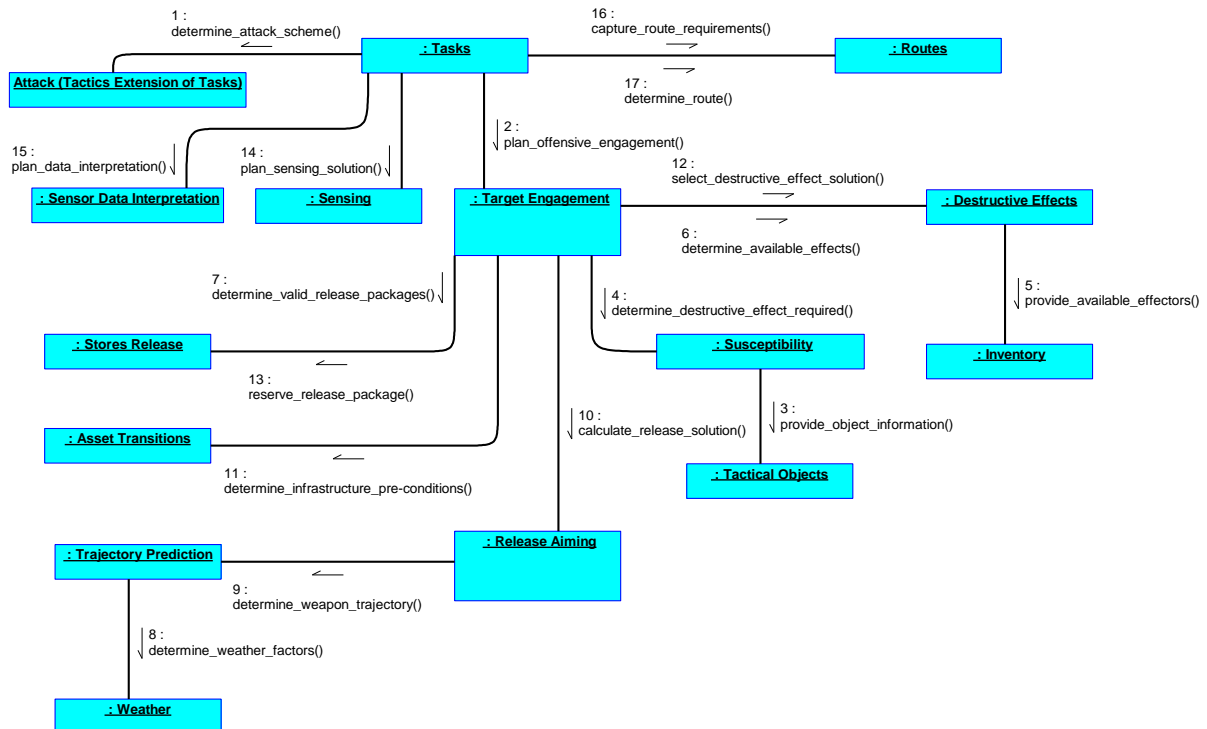 1 :
determine_attack_scheme()
16 :
capture_route_requirements()
: Tasks
: Routes
Attack (Tactics Extension of Tasks)
17 :
determine_route()
2 :
plan_offensive_engagement()
15 :
plan_data_interpretation()
14 :
plan_sensing_solution()
12 :
select_destructive_effect_solution()
: Sensor Data Interpretation
: Sensing
: Target Engagement
: Destructive Effects
6 :
determine_available_effects()
7 :
determine_valid_release_packages()
4 :
determine_destructive_effect_required()
5 :
provide_available_effectors()
: Stores Release
: Susceptibility
: Inventory
13 :
reserve_release_package()
10 :
calculate_release_solution()
3 :
provide_object_information()
: Asset Transitions
11 :
determine_infrastructure_pre-conditions()
: Tactical Objects
: Release Aiming
: Trajectory Prediction
9 :
determine_weapon_trajectory()
8 :
determine_weather_factors()
: Weather